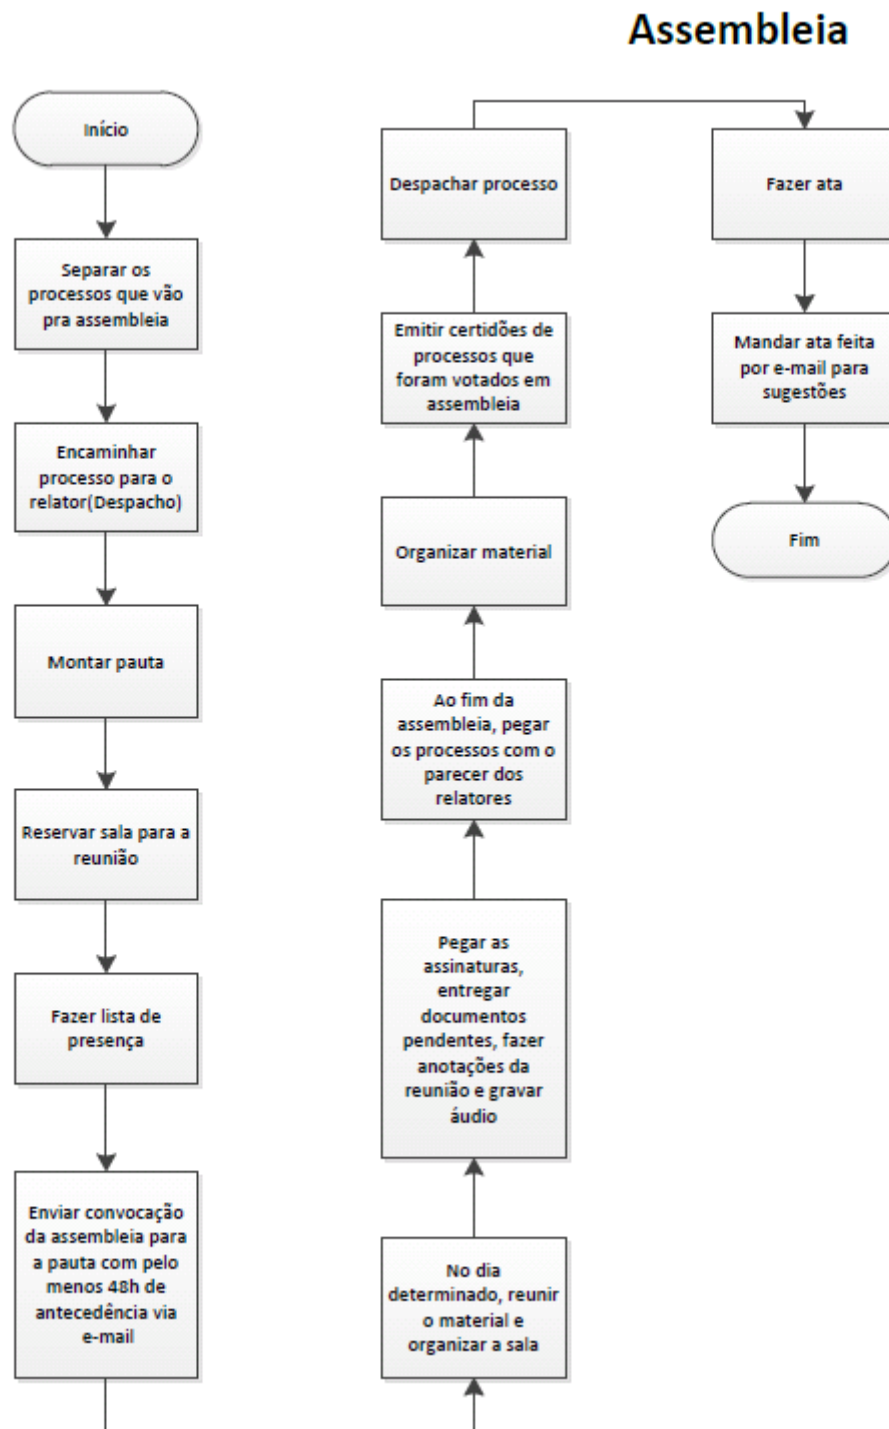 Assembleia
Início
Separar os
processos que vão
pra assembleia
Encaminhar
processo para o
relator(Despacho)
Montar pauta
Reservar sala para a
reunião
Fazer lista de
presença
Enviar convocação
da assembleia para
a pauta com pelo
menos 48h de
antecedência via
e-mail
No dia
determinado, reunir
o material e
organizar a sala
Pegar as
assinaturas,
entregar
documentos
pendentes, fazer
anotações da
reunião e gravar
áudio
Ao fim da
assembleia, pegar
os processos com o
parecer dos
relatores
Organizar material
Emitir certidões de
processos que
foram votados em
assembleia
Despachar processo
Fazer ata
Mandar ata feita
por e-mail para
sugestões
Fim